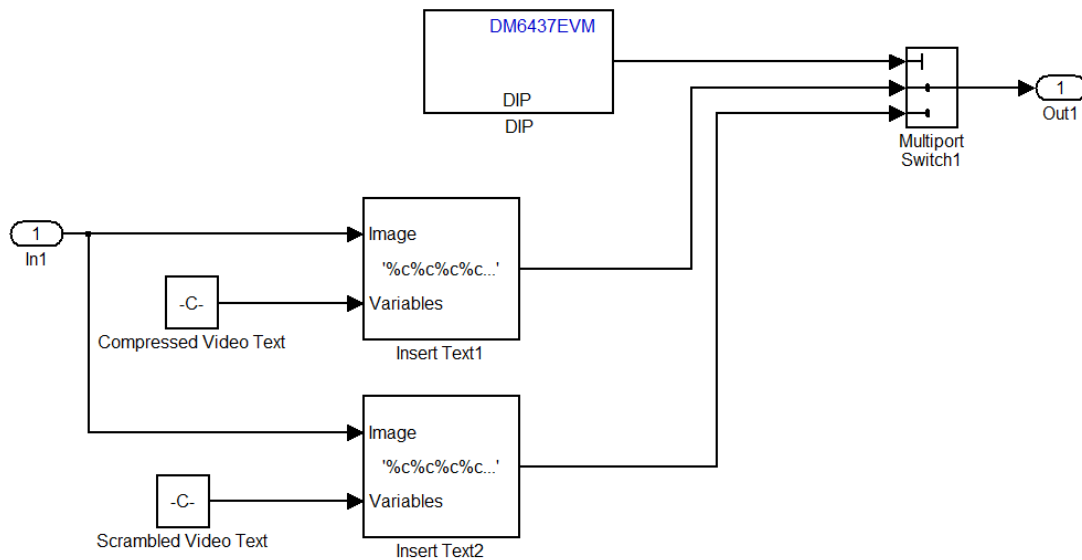 DM6437EVM
DIP
DIP
1
Out1
Multiport
Switch1
1
In1
Image
'%c%c%c%c...'
Variables
-C-
Compressed Video Text
Insert Text1
Image
'%c%c%c%c...'
Variables
-C-
Scrambled Video Text
Insert Text2